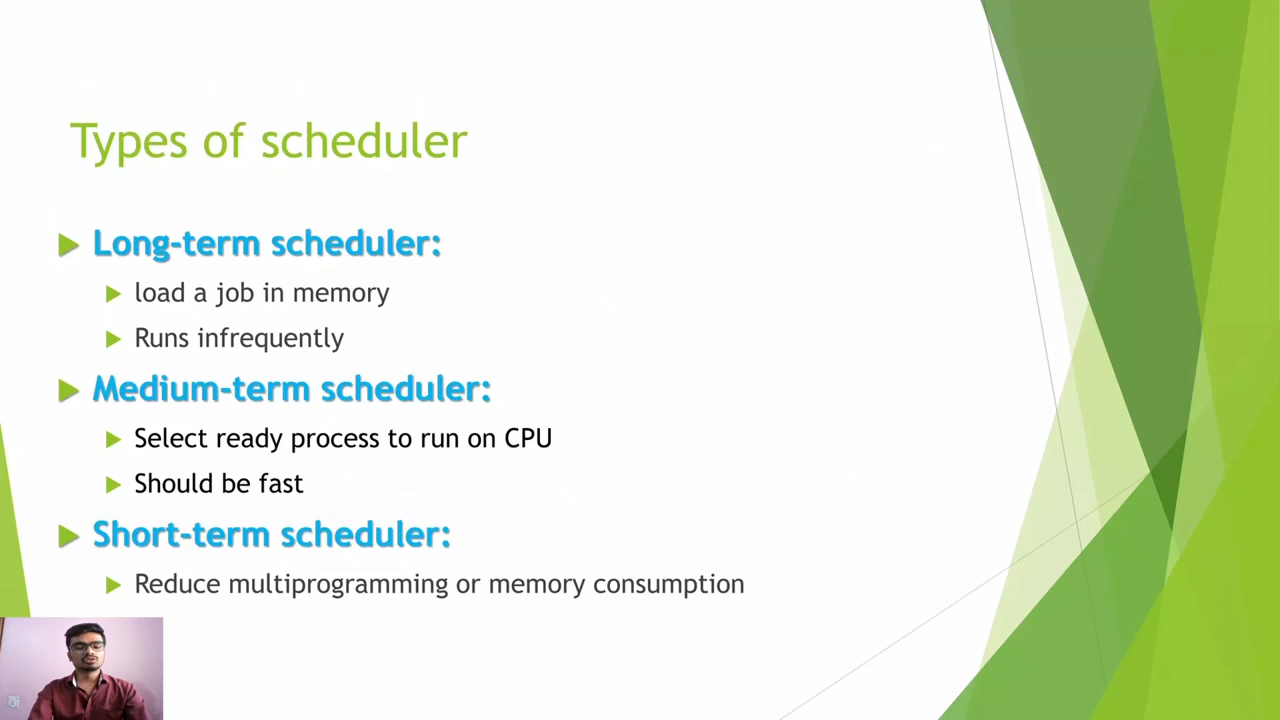 Types of scheduler
Long-term scheduler:
load a job in memory
Runs infrequently
Medium-term scheduler:
Select ready process to run on CPU
Should be fast
Short-term scheduler:
Reduce multiprogramming or memory consumption